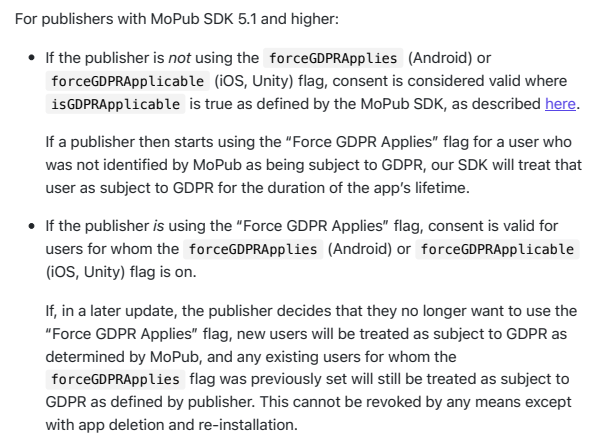 For publishers with MoPub SDK 5.1 and higher:
• If the publisher is not using the forceGDPRApplies (Android) or
forceGDPRApplicable (iOS, Unity) flag, consent is considered valid where
isGDPRApplicable is true as defined by the MoPub SDK, as described here.
If a publisher then starts using the “Force GDPR Applies” flag for a user who
was not identified by MoPub as being subject to GDPR, our SDK will treat that
user as subject to GDPR for the duration of the app’s lifetime.
• If the publisher is using the “Force GDPR Applies” flag, consent is valid for
users for whom the forceGDPRApplies (Android) or forceGDPRApplicable
(iOS, Unity) flag is on.
If, in a later update, the publisher decides that they no longer want to use the
“Force GDPR Applies” flag, new users will be treated as subject to GDPR as
determined by MoPub, and any existing users for whom the
forceGDPRApplies flag was previously set will still be treated as subject to
GDPR as defined by publisher. This cannot be revoked by any means except
with app deletion and re-installation.